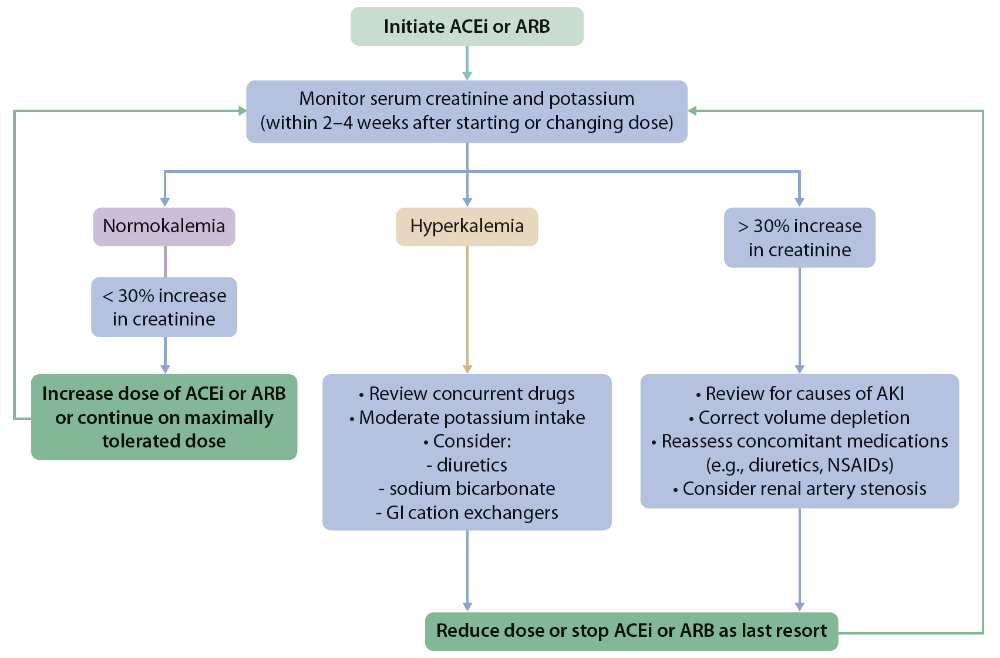 Initiate ACEi or ARB
Monitor serum creatinine and potassium
(within 2–4 weeks after starting or changing dose)
Normokalemia
< 30% increase
in creatinine
Increase dose of ACEi or ARB
or continue on maximally
tolerated dose
Hyperkalemia
• Review concurrent drugs
• Moderate potassium intake
• Consider:
- diuretics
- sodium bicarbonate
- GI cation exchangers
> 30% increase
in creatinine
• Review for causes of AKI
• Correct volume depletion
• Reassess concomitant medications
(e.g., diuretics, NSAIDs)
• Consider renal artery stenosis
Reduce dose or stop ACEi or ARB as last resort